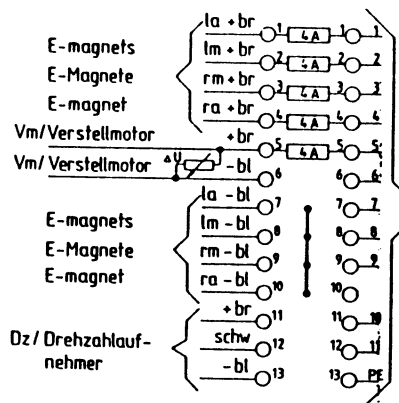 la + br 1 4A 1 1
E-magnets lm + br 2 4A 2 2
E-Magnete rm + br 3 4A 3 3
E-magnet ra + br 4 4A 4 4
Vm/Verstellmotor + br 5 4A 5 5
ΔU
Vm/Verstellmotor - bl 6 6 6
la - bl 7 7 7
E-magnets lm - bl 8 8 8
E-Magnete rm - bl 9 9 9
E-magnet ra - bl 10 10
+ br 11 11 10
Dz / Drehzahlauf- schw 12 12 11
nehmer - bl 13 13 PE